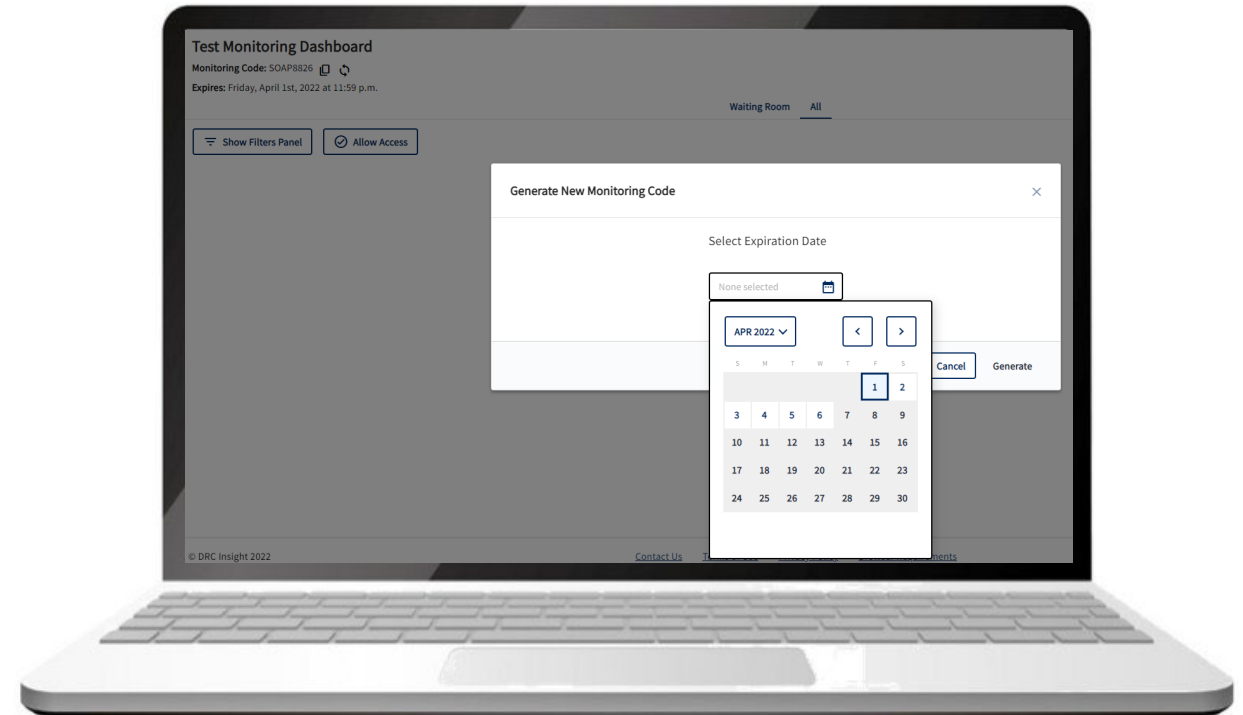 Test Monitoring Dashboard
Monitoring Code: SOAP8826
Expires: Friday, April 1st, 2022 at 11:59 p.m.
Waiting Room All
Show Filters Panel Allow Access
Generate New Monitoring Code
Select Expiration Date
None selected
APR 2022
S M T W T F S
1 2
3 4 5 6 7 8 9
10 11 12 13 14 15 16
17 18 19 20 21 22 23
24 25 26 27 28 29 30
Cancel Generate
© DRC Insight 2022 Contact Us